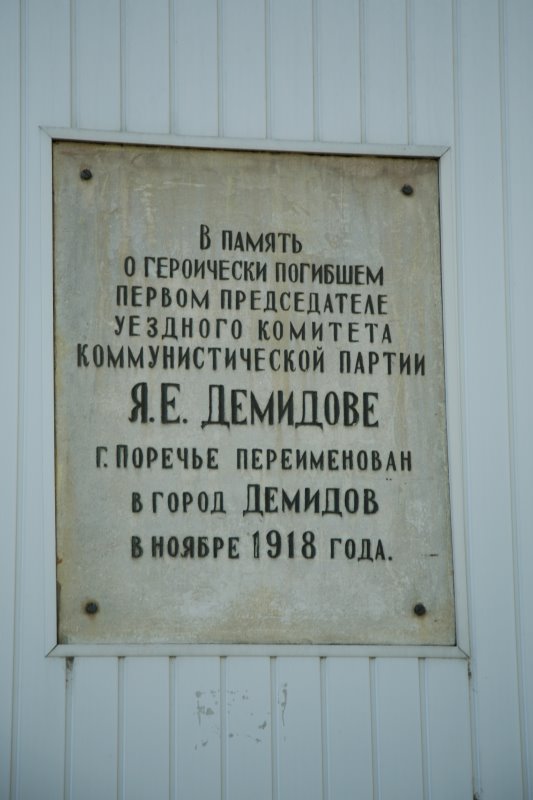 В ПАМЯТЬ
О ГЕРОИЧЕСКИ ПОГИБШЕМ
ПЕРВОМ ПРЕДСЕДАТЕЛЕ
УЕЗДНОГО КОМИТЕТА
КОММУНИСТИЧЕСКОЙ ПАРТИИ
Я.Е. ДЕМИДОВЕ
Г. ПОРЕЧЬЕ ПЕРЕИМЕНОВАН
В ГОРОД ДЕМИДОВ
В НОЯБРЕ 1918 ГОДА.